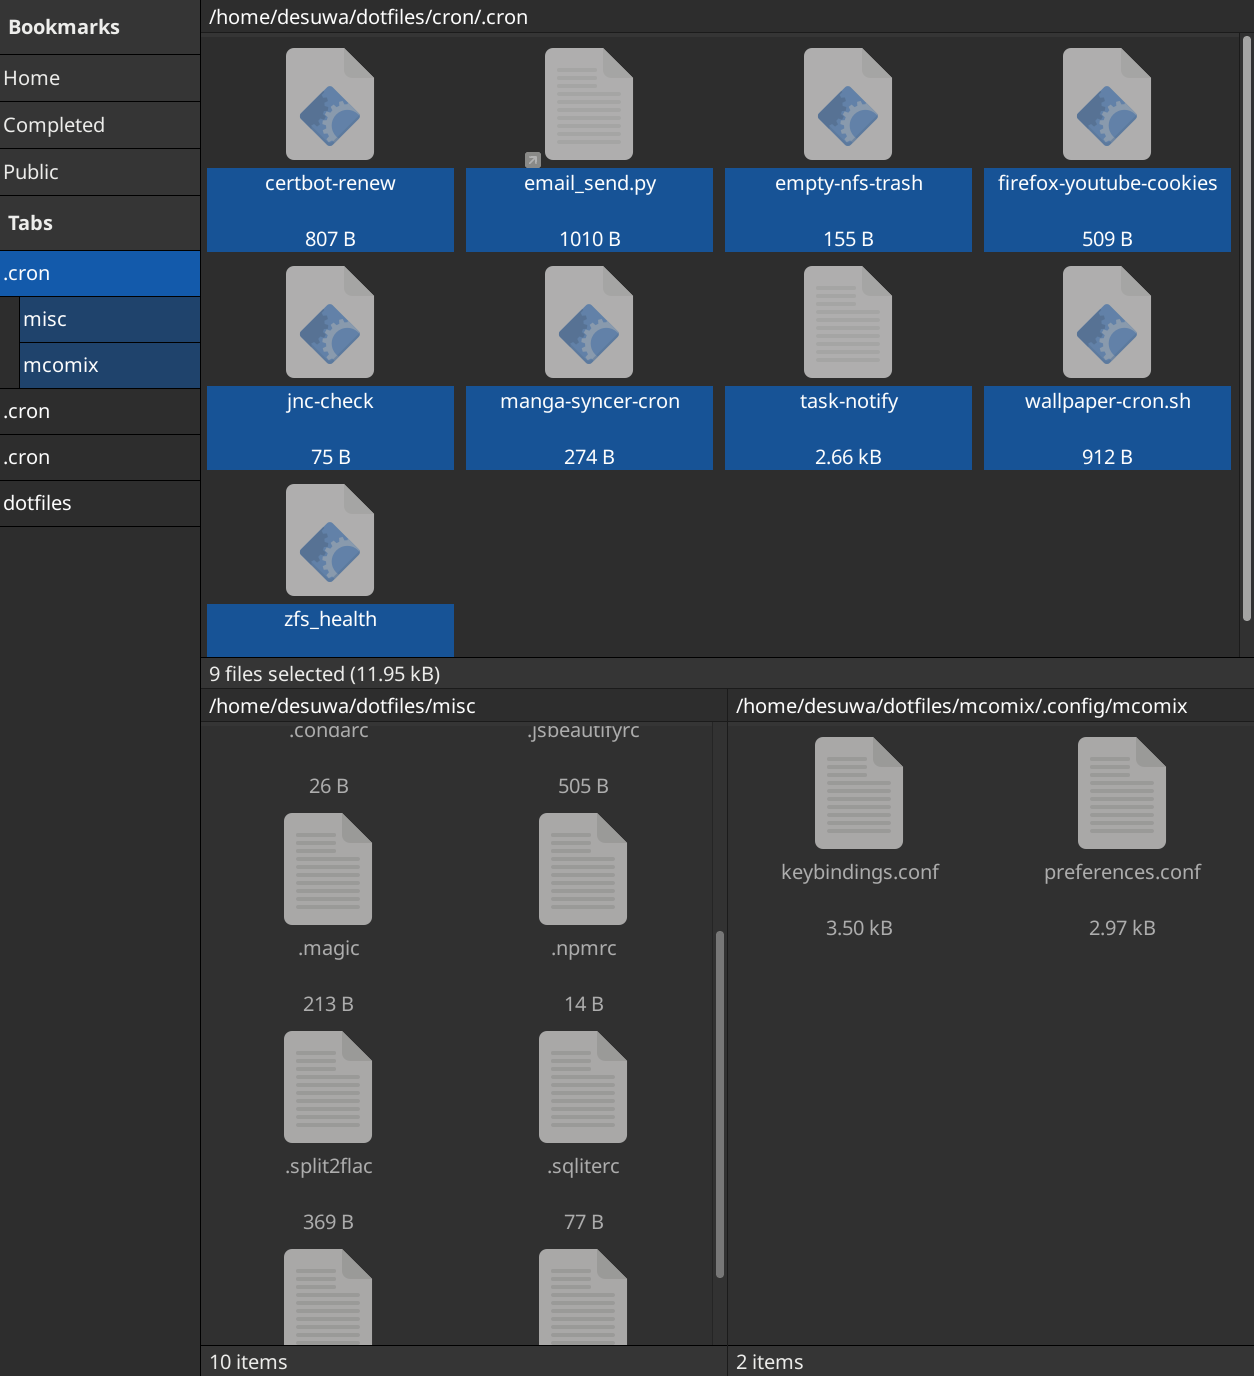 Bookmarks
Home
Completed
Public
Tabs
.cron
misc
mcomix
.cron
.cron
dotfiles
/home/desuwa/dotfiles/cron/.cron
certbot-renew
807 B
email_send.py
1010 B
empty-nfs-trash
155 B
firefox-youtube-cookies
509 B
jnc-check
75 B
manga-syncer-cron
274 B
task-notify
2.66 kB
wallpaper-cron.sh
912 B
zfs_health
9 files selected (11.95 kB)
/home/desuwa/dotfiles/misc
.condarc
26 B
.jsbeautifyrc
505 B
.magic
213 B
.npmrc
14 B
.split2flac
369 B
.sqliterc
77 B
10 items
/home/desuwa/dotfiles/mcomix/.config/mcomix
keybindings.conf
3.50 kB
preferences.conf
2.97 kB
2 items